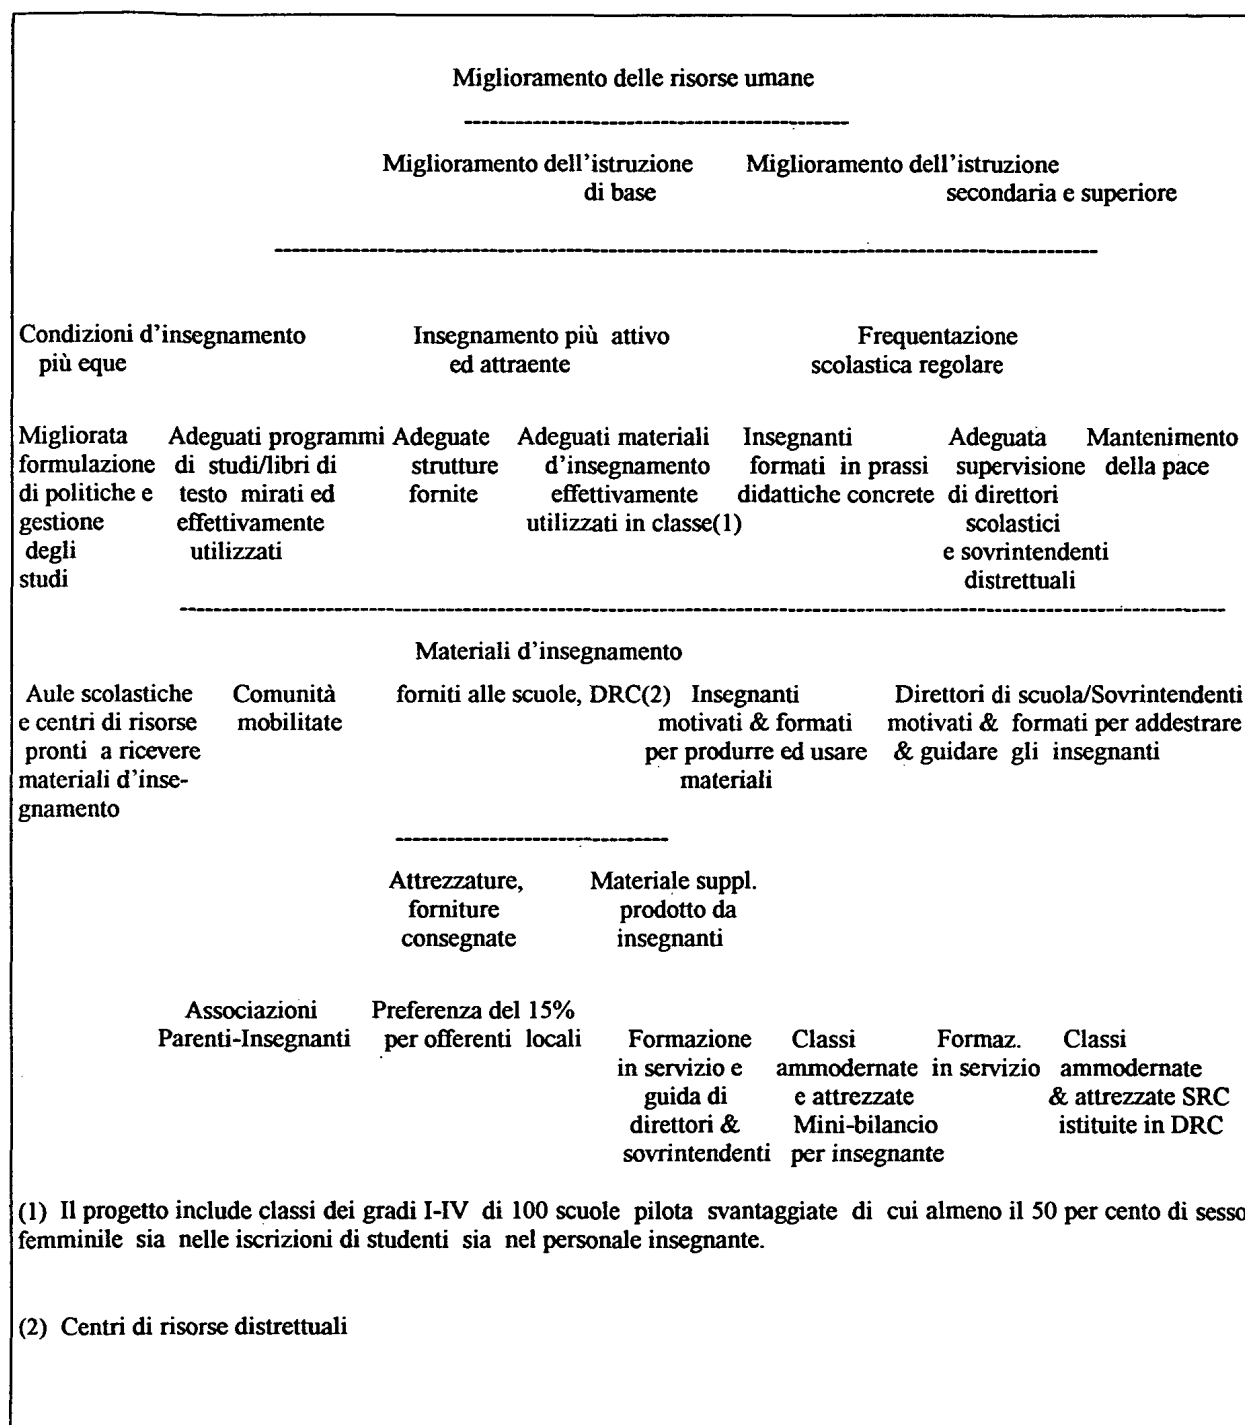 Miglioramento delle risorse umane
Miglioramento dell'istruzione
di base
Miglioramento dell'istruzione
secondaria e superiore
Condizioni d'insegnamento
più eque
Insegnamento più attivo
ed attraente
Frequentazione
scolastica regolare
Migliorata
formulazione
di politiche e
gestione
degli
studi
Adeguati programmi
di studi/libri di
testo mirati ed
effettivamente
utilizzati
Adeguate
strutture
fornite
Adeguati materiali
d'insegnamento
effettivamente
utilizzati in classe(1)
Insegnanti
formati in prassi
didattiche concrete
Adeguata
supervisione
di direttori
scolastici
e sovrintendenti
distrettuali
Mantenimento
della pace
Aule scolastiche
e centri di risorse
pronti a ricevere
materiali d'inse-
gnamento
Comunità
mobilitate
Materiali d'insegnamento
forniti alle scuole, DRC(2)
Insegnanti
motivati & formati
per produrre ed usare
materiali
Direttori di scuola/Sovrintendenti
motivati & formati per addestrare
& guidare gli insegnanti
Attrezzature,
forniture
consegnate
Materiale suppl.
prodotto da
insegnanti
Associazioni
Parenti-Insegnanti
Preferenza del 15%
per offerenti locali
Formazione
in servizio e
guida di
direttori &
sovrintendenti
Classi
ammodernate
e attrezzate
Mini-bilancio
per insegnante
Formaz.
in servizio
Classi
ammodernate
& attrezzate SRC
istituite in DRC
(1) Il progetto include classi dei gradi I-IV di 100 scuole pilota svantaggiate di cui almeno il 50 per cento di sesso
femminile sia nelle iscrizioni di studenti sia nel personale insegnante.
(2) Centri di risorse distrettuali